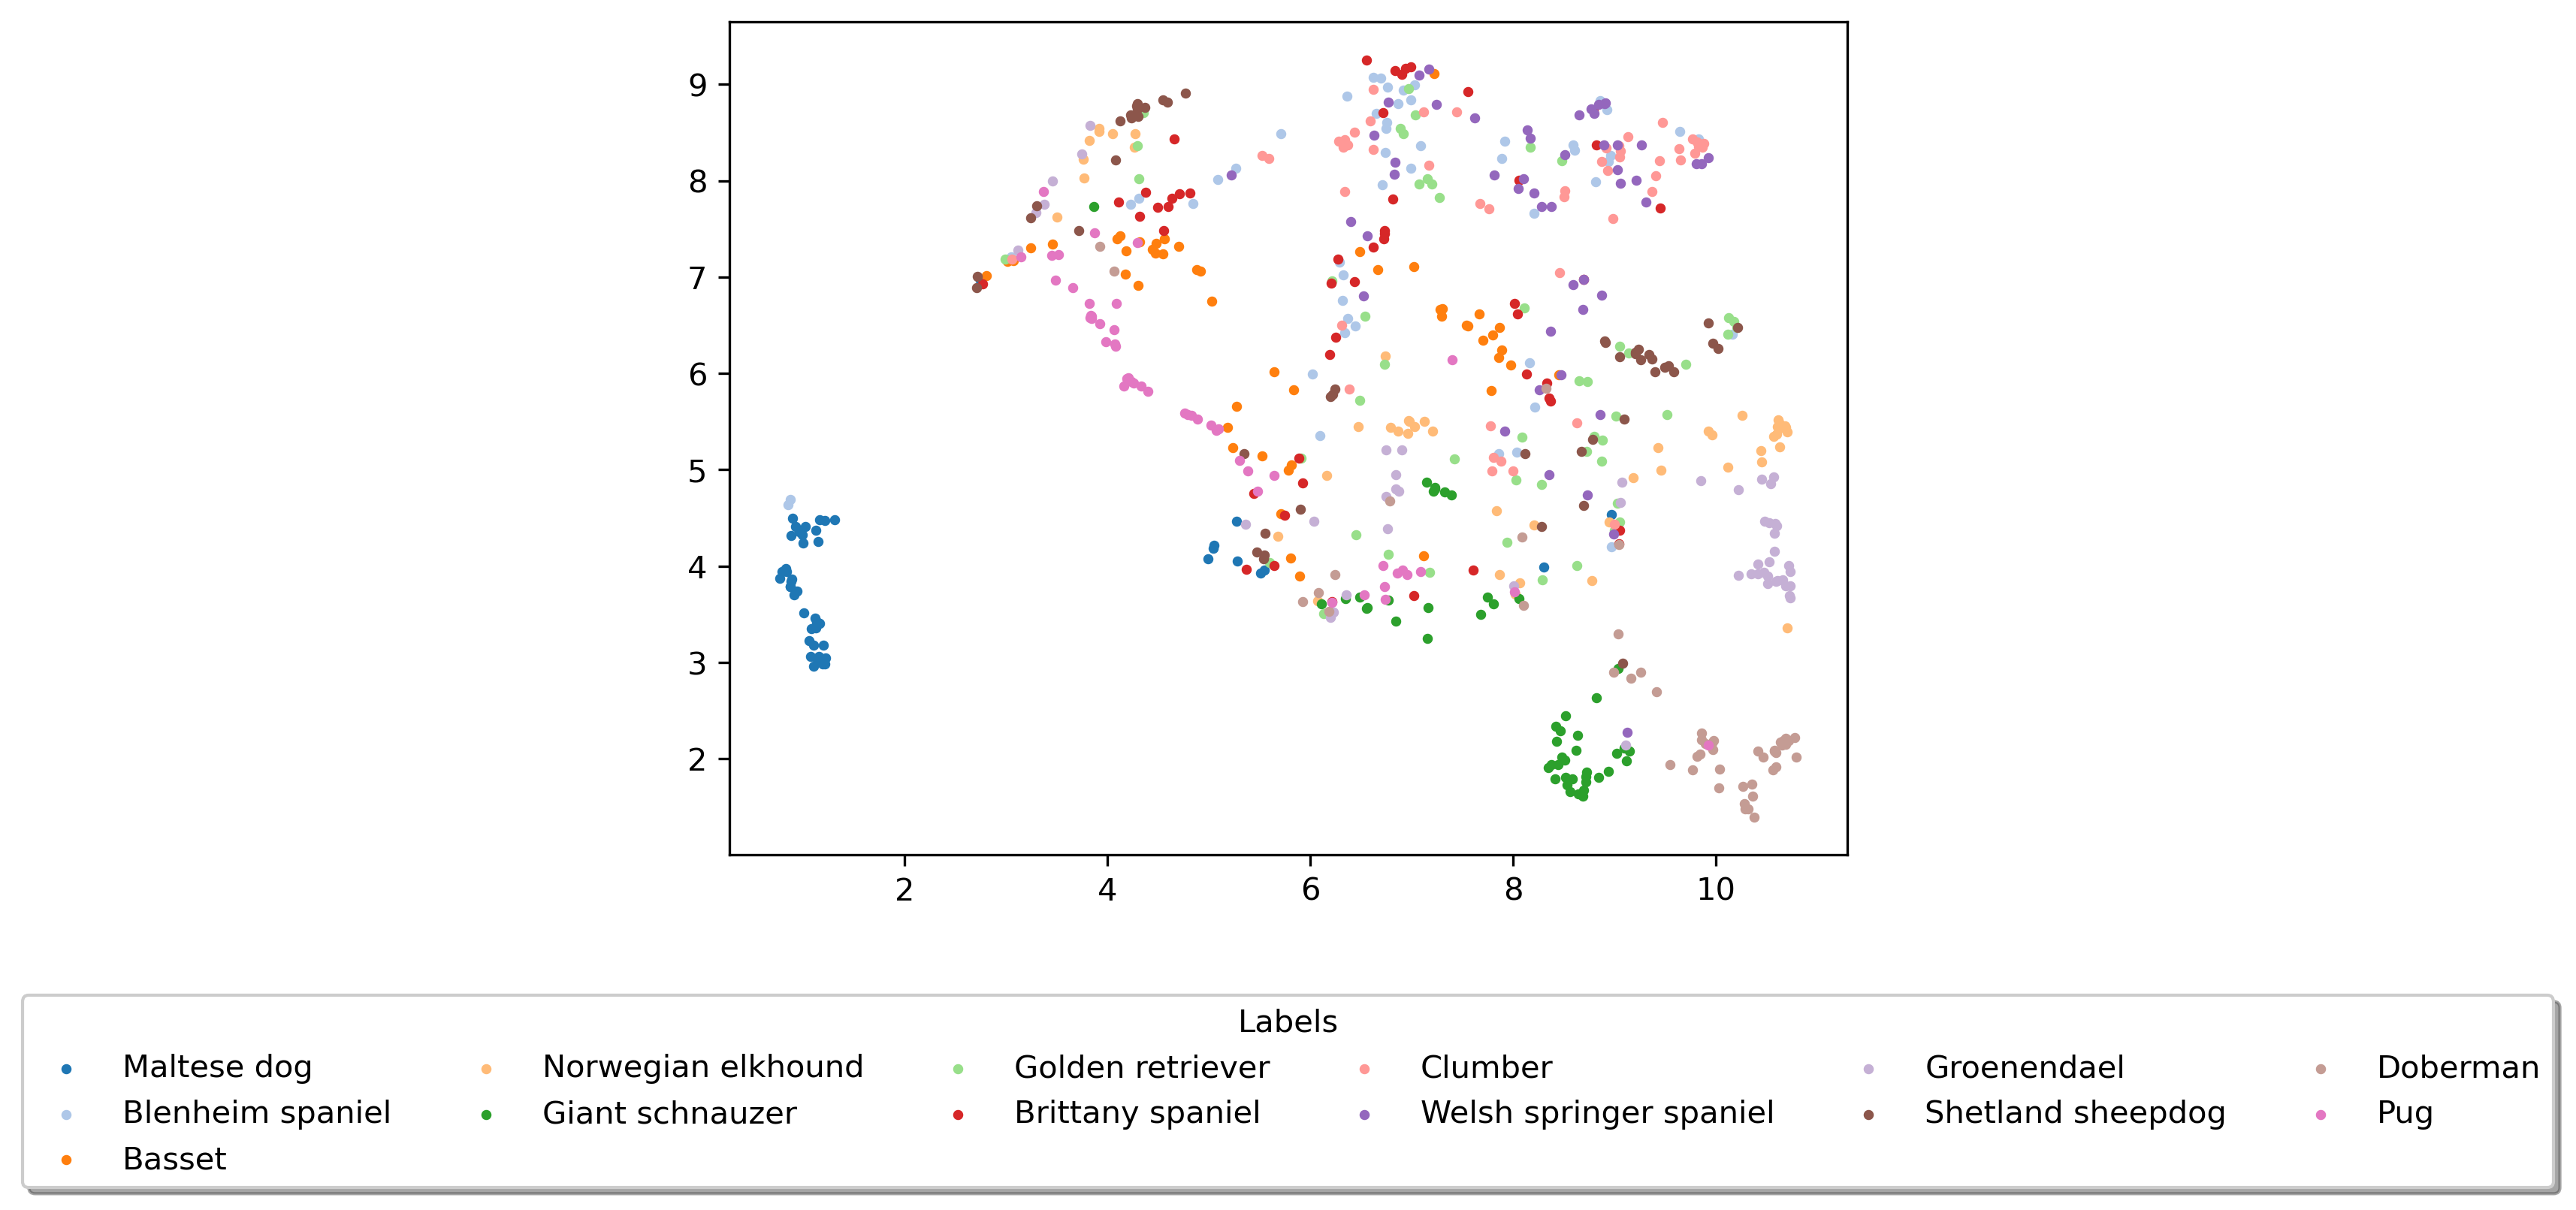 9
8
7
6
5
4
3
2
2 4 6 8 10
Labels
Maltese dog Norwegian elkhound Golden retriever Clumber Groenendael Doberman
Blenheim spaniel Giant schnauzer Brittany spaniel Welsh springer spaniel Shetland sheepdog Pug
Basset